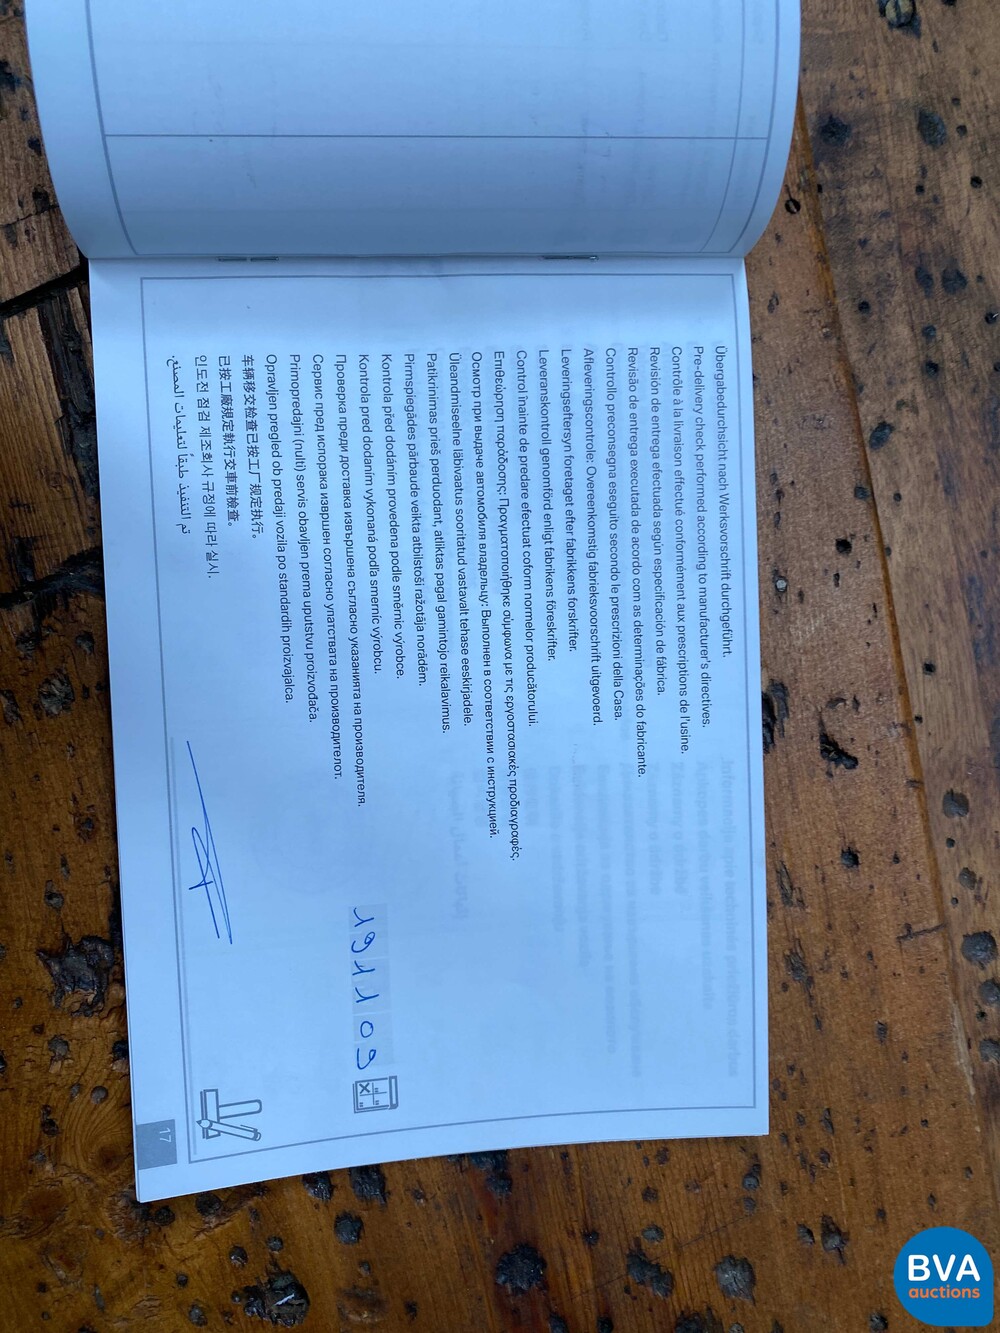 Übergabedurchsicht nach Werksvorschrift durchgeführt.
Pre-delivery check performed according to manufacturer's directives.
Contrôle à la livraison effectué conformément aux prescriptions de l'usine.
Revisión de entrega efectuada según especificación de fábrica.
Revisão de entrega executada de acordo com as determinações do fabricante.
Controllo preconsegna eseguito secondo le prescrizioni della Casa.
Afleveringscontrole: Overeenkomstig fabrieksvoorschrift uitgevoerd.
Leveringseftersyn foretaget efter fabrikkens forskrifter.
Leveranskontroll genomförd enligt fabrikens föreskrifter.
Control înainte de predare efectuat coform normelor producătorului.
Επιθεώρηση παράδοσης: Πραγματοποιήθηκε σύμφωνα με τις εργοστασιακές προδιαγραφές.
Осмотр при выдаче автомобиля владельцу: Выполнен в соответствии с инструкцией.
Üleandmiseelne läbivaatus sooritatud vastavalt tehase eeskirjadele.
Patikrinimas prieš perduodant, atliktas pagal gamintojo reikalavimus.
Pirmspiegādes pārbaude veikta atbilstoši ražotāja norādēm.
Kontrola před dodáním provedena podle směrnic výrobce.
Kontrola pred dodaním vykonaná podľa smerníc výrobcu.
Проверка преди доставка извършена съгласно указанията на производителя.
Сервис пред испорака извршен согласно упатствата на производителот.
Primopredajni (nulti) servis obavljen prema uputstvu proizvođača.
Opravljen pregled ob predaji vozila po standardih proizvajalca.
车辆移交检查已按工厂规定执行。
已按工廠規定執行交車前檢查。
인도전 점검 제조회사 규정에 따라 실시.
تم التنفيذ طبقاً لتعليمات المصنع.
191109
17
BVA
auctions